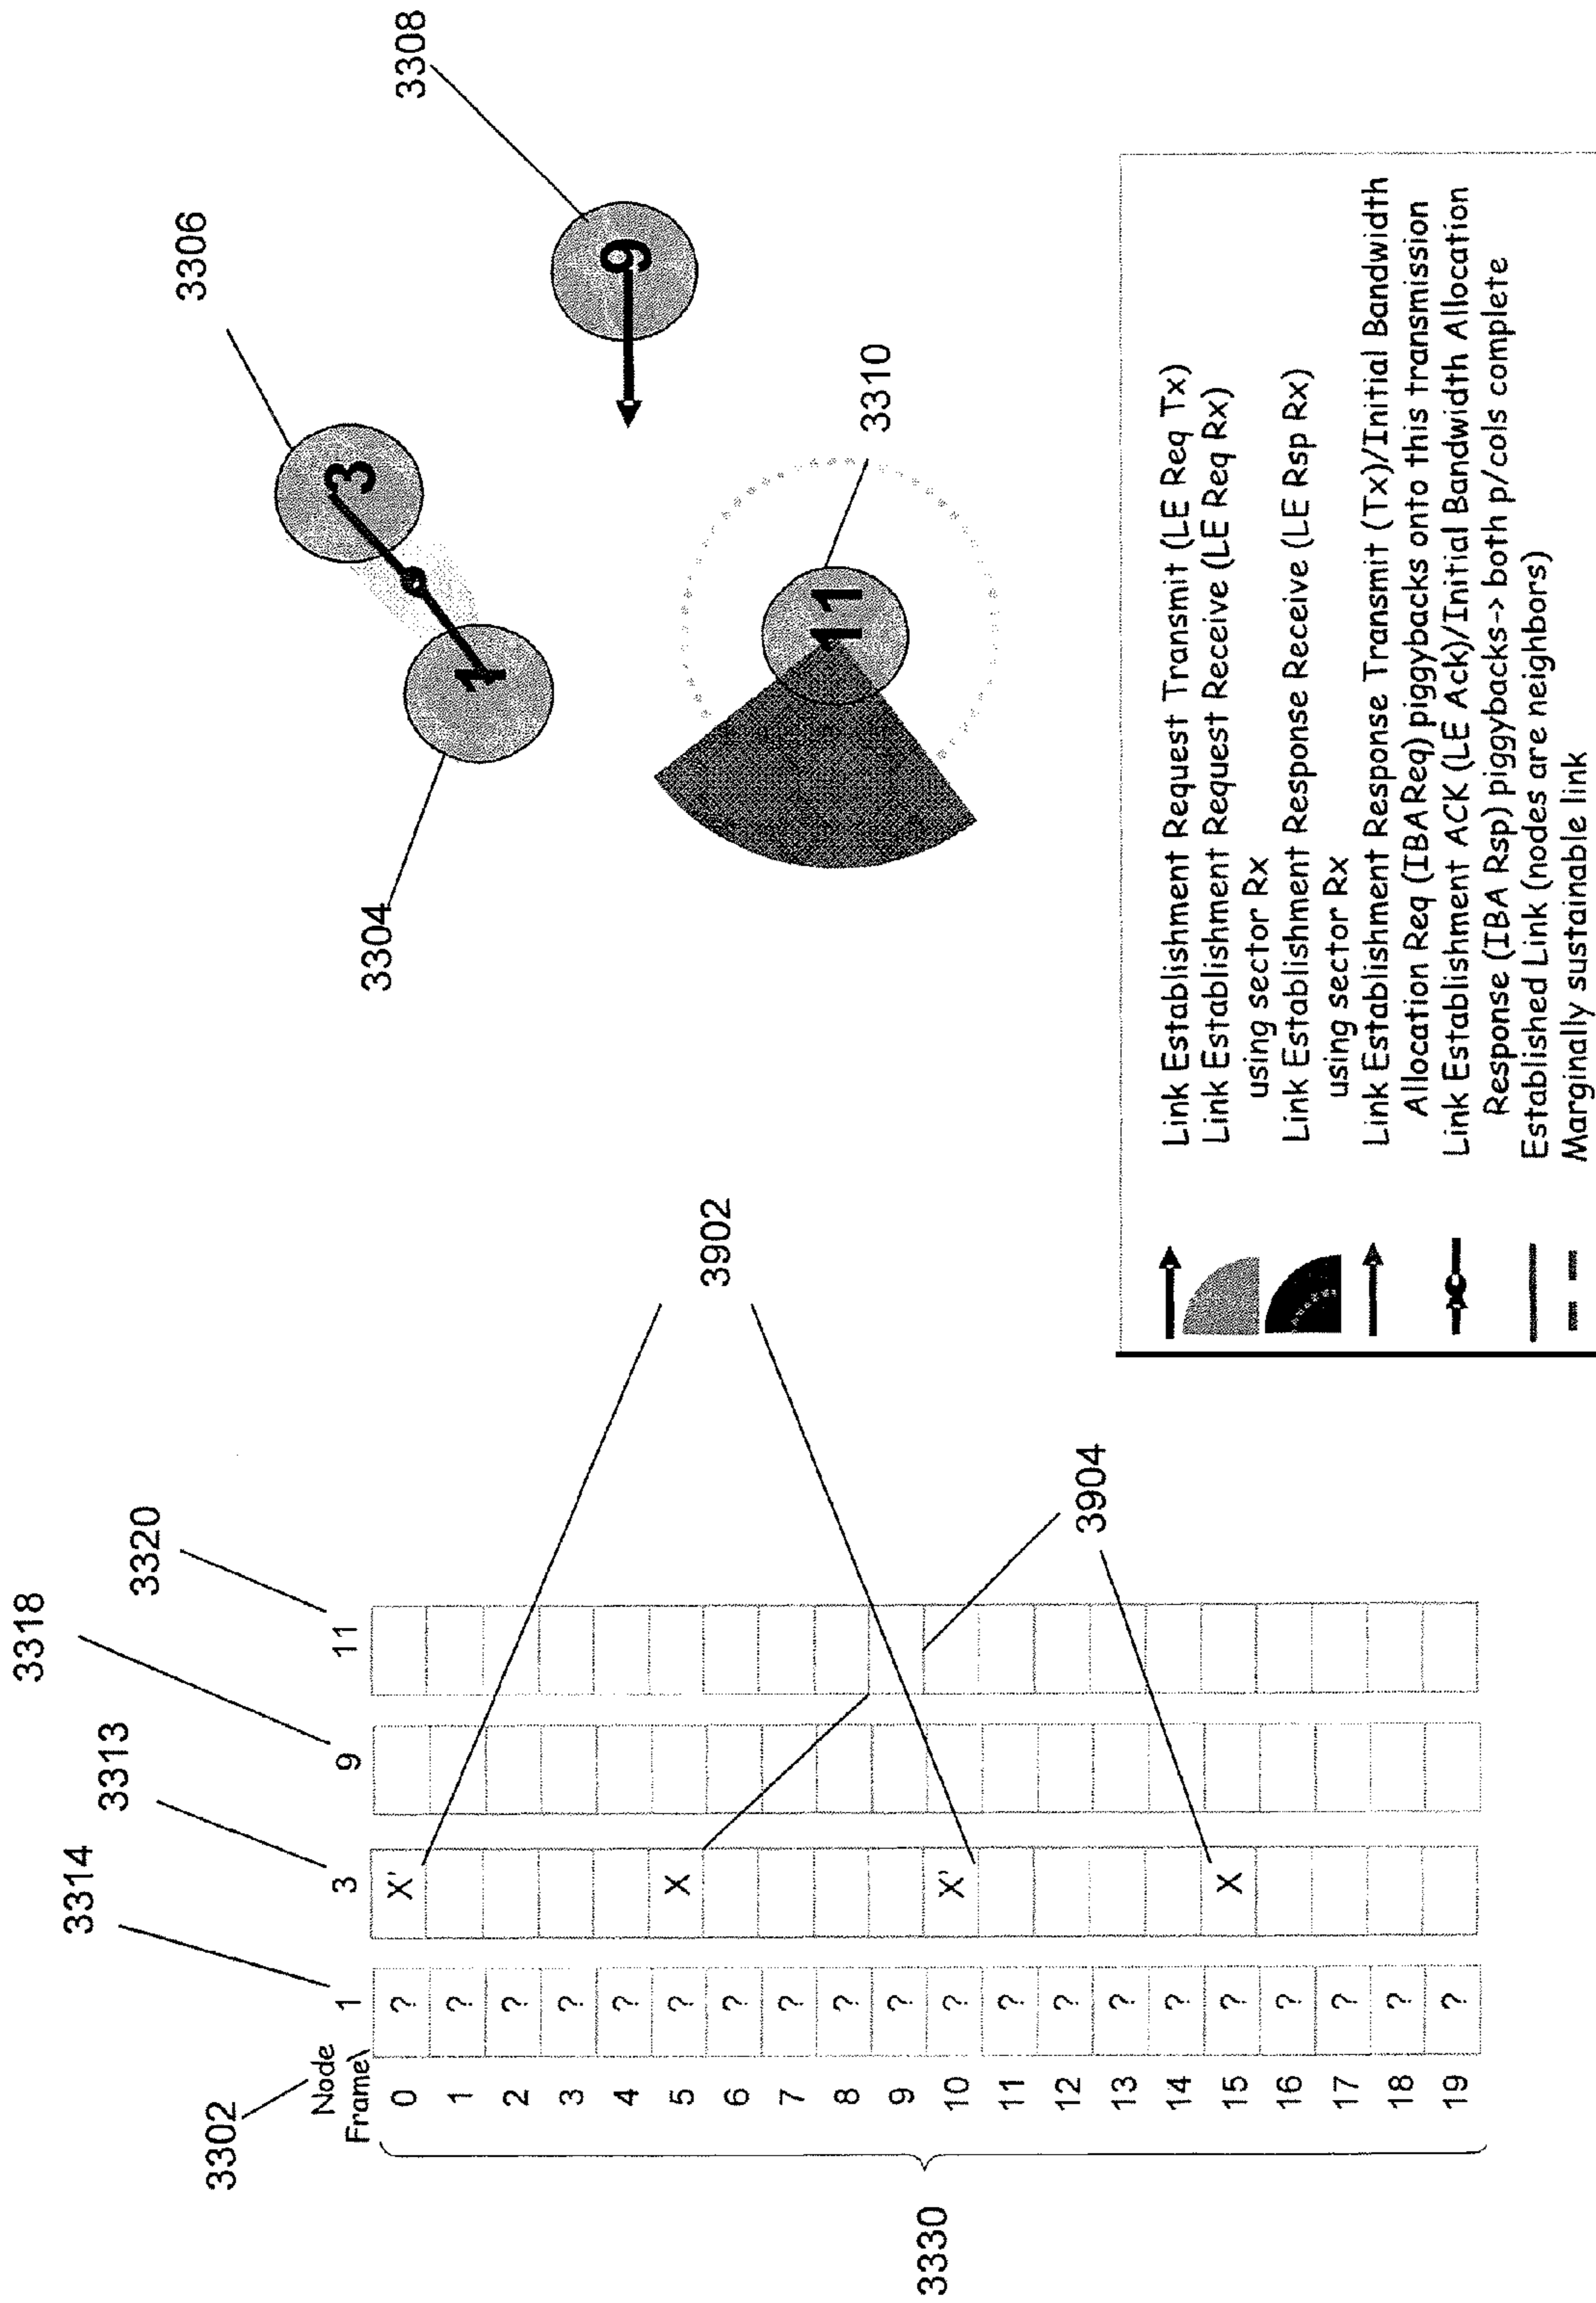 3302
3314
3313
3318
3320
Node
Frame\
1
3
9
11
0 ? X'
1 ?
2 ?
3 ?
4 ?
5 ? X
6 ?
7 ?
8 ?
9 ?
10 ? X'
11 ?
12 ?
13 ?
14 ?
15 ? X
16 ?
17 ?
18 ?
19 ?
3330
3902
3904
3304
3306
3308
3310
1
3
9
11
Link Establishment Request Transmit (LE Req Tx)
Link Establishment Request Receive (LE Req Rx)
using sector Rx
Link Establishment Response Receive (LE Rsp Rx)
using sector Rx
Link Establishment Response Transmit (Tx)/Initial Bandwidth
Allocation Req (IBA Req) piggybacks onto this transmission
Link Establishment ACK (LE Ack)/Initial Bandwidth Allocation
Response (IBA Rsp) piggybacks-> both p/cols complete
Established Link (nodes are neighbors)
Marginally sustainable link